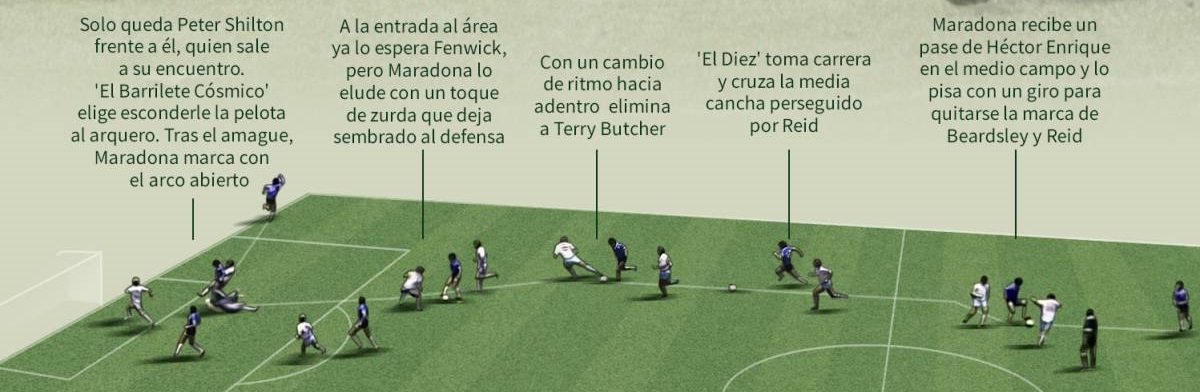 Solo queda Peter Shilton
frente a él, quien sale
a su encuentro.
'El Barrilete Cósmico'
elige esconderle la pelota
al arquero. Tras el amague,
Maradona marca con
el arco abierto
A la entrada al área
ya lo espera Fenwick,
pero Maradona lo
elude con un toque
de zurda que deja
sembrado al defensa
Con un cambio
de ritmo hacia
adentro elimina
a Terry Butcher
'El Diez' toma carrera
y cruza la media
cancha perseguido
por Reid
Maradona recibe un
pase de Héctor Enrique
en el medio campo y lo
pisa con un giro para
quitarse la marca de
Beardsley y Reid